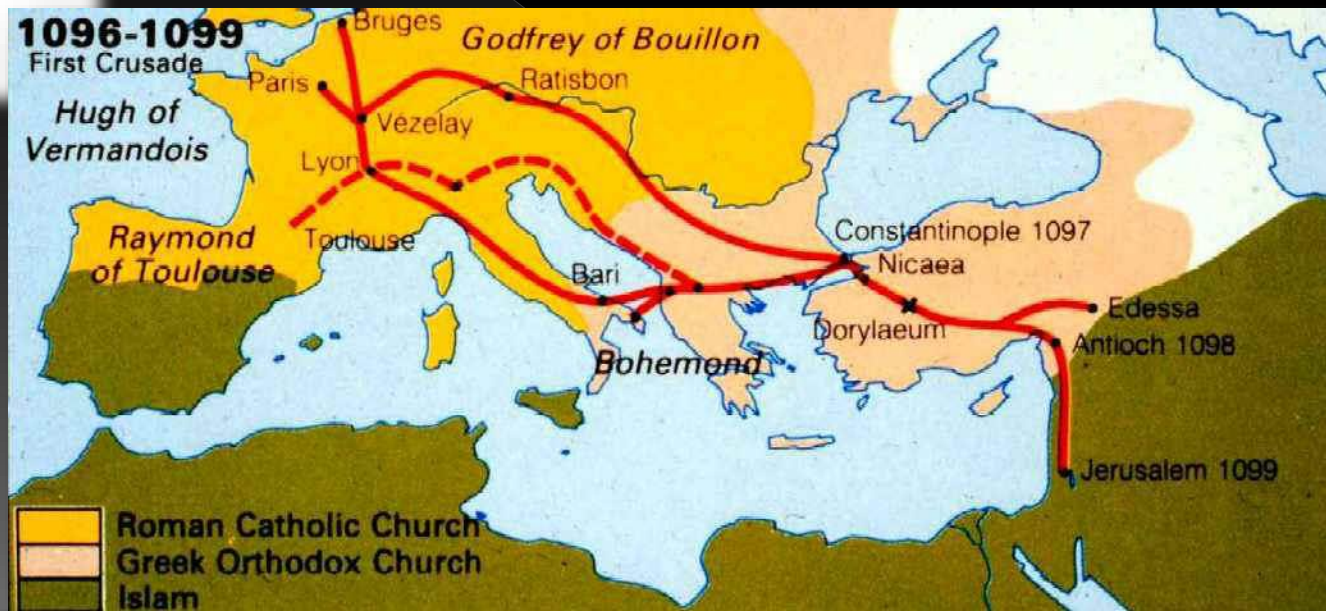 1096-1099
First Crusade
Hugh of
Vermandois
Bruges
Godfrey of Bouillon
Paris
Ratisbon
Vézelay
Lyon
Raymond
of Toulouse
Toulouse
Bari
Bohemond
Constantinople 1097
Nicaea
Dorylaeum
Edessa
Antioch 1098
Jerusalem 1099
Roman Catholic Church
Greek Orthodox Church
Islam